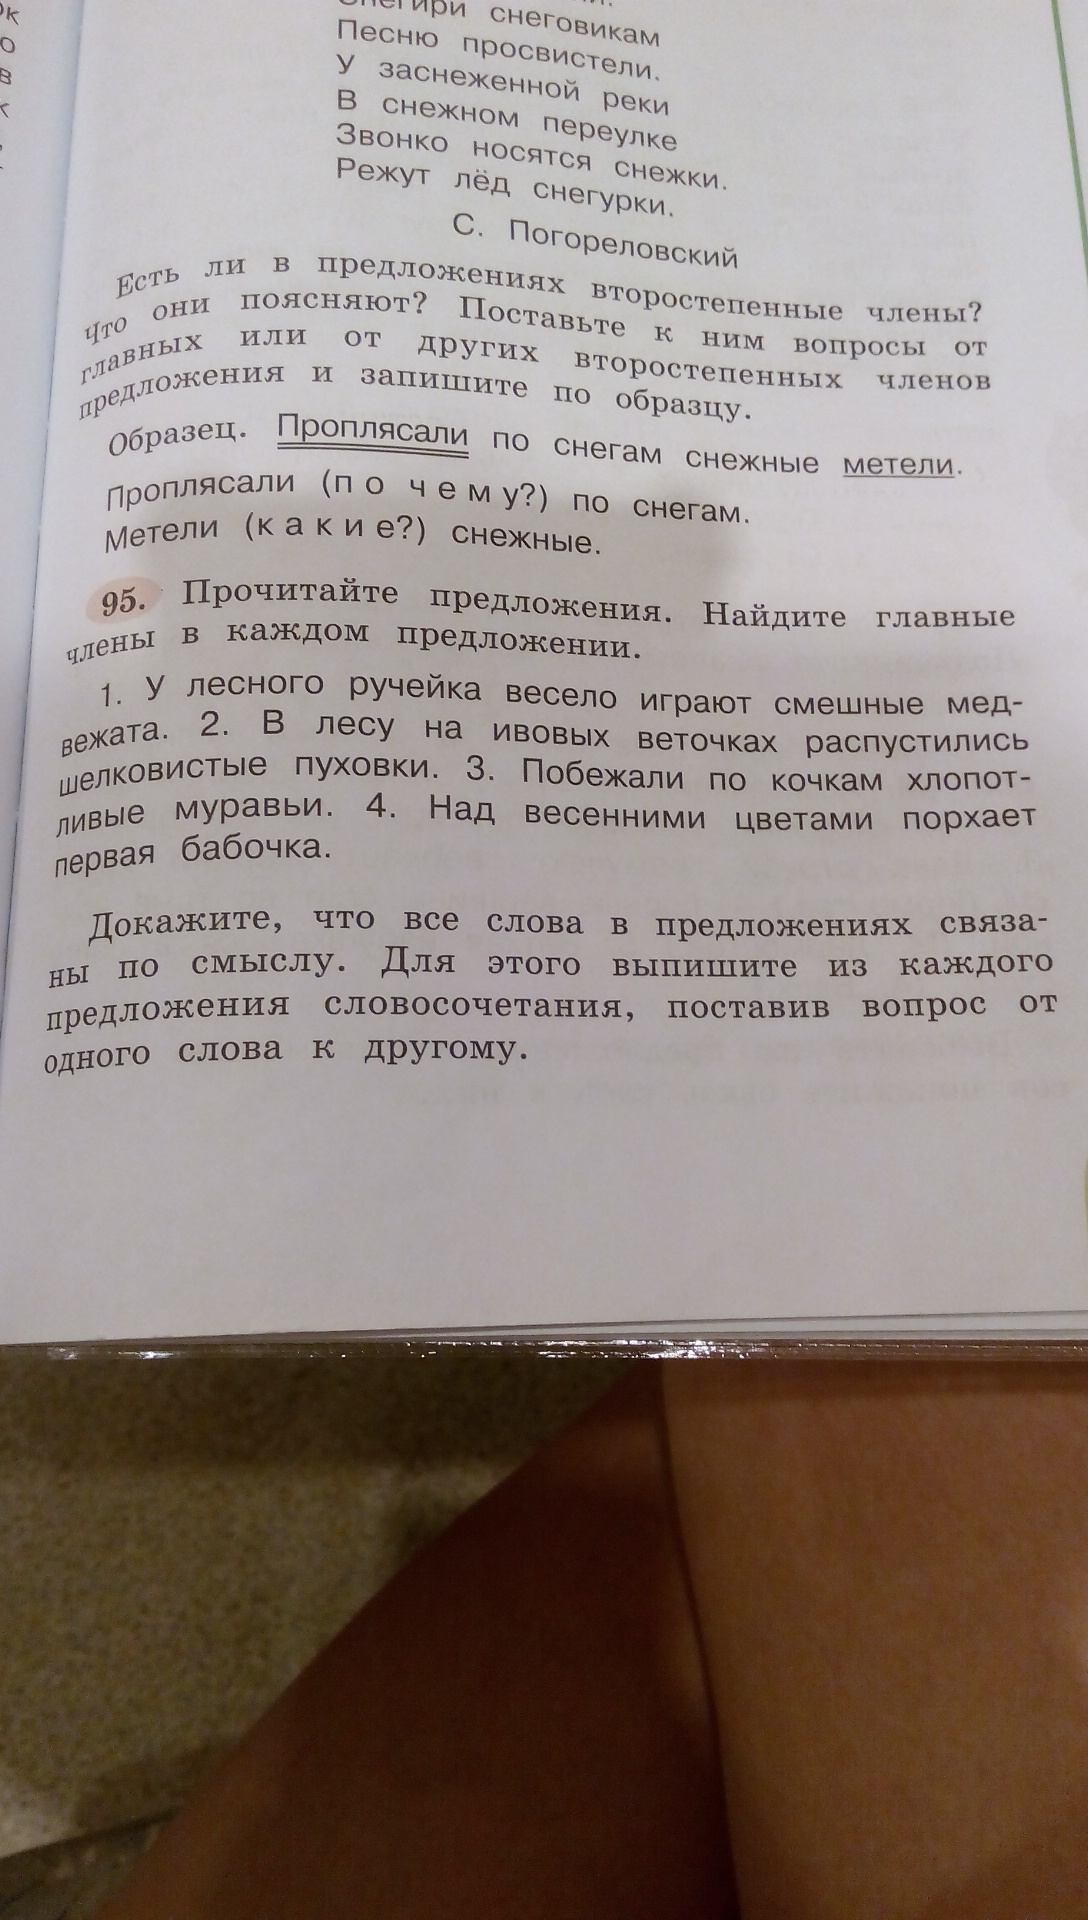 снеговикам
Песню просвистели.
У заснеженной реки
В снежном переулке
Звонко носятся снежки.
Режут лёд снегурки.
С. Погореловский
Есть ли в предложениях второстепенные члены?
Что они поясняют? Поставьте к ним вопросы от
главных или от других второстепенных членов
предложения и запишите по образцу.
Образец. Проплясали по снегам снежные метели.
Проплясали (по чему?) по снегам.
Метели (какие?) снежные.
95. Прочитайте предложения. Найдите главные
члены в каждом предложении.
1. У лесного ручейка весело играют смешные мед-
вежата. 2. В лесу на ивовых веточках распустились
шелковистые пуховки. 3. Побежали по кочкам хлопот-
ливые муравьи. 4. Над весенними цветами порхает
первая бабочка.
Докажите, что все слова в предложениях связа-
ны по смыслу. Для этого выпишите из каждого
предложения словосочетания, поставив вопрос от
одного слова к другому.